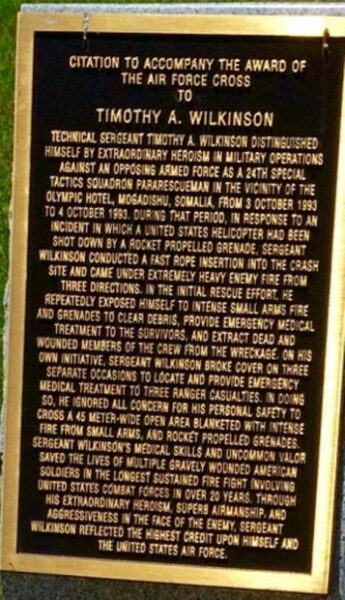 CITATION TO ACCOMPANY THE AWARD OF
THE AIR FORCE CROSS
TO
TIMOTHY A. WILKINSON
TECHNICAL SERGEANT TIMOTHY A. WILKINSON DISTINGUISHED
HIMSELF BY EXTRAORDINARY HEROISM IN MILITARY OPERATIONS
AGAINST AN OPPOSING ARMED FORCE AS A 24TH SPECIAL
TACTICS SQUADRON PARARESCUEMAN IN THE VICINITY OF THE
OLYMPIC HOTEL, MOGADISHU, SOMALIA, FROM 3 OCTOBER 1993
TO 4 OCTOBER 1993. DURING THAT PERIOD, IN RESPONSE TO AN
INCIDENT IN WHICH A UNITED STATES HELICOPTER HAD BEEN
SHOT DOWN BY A ROCKET PROPELLED GRENADE, SERGEANT
WILKINSON CONDUCTED A FAST ROPE INSERTION INTO THE CRASH
SITE AND CAME UNDER EXTREMELY HEAVY ENEMY FIRE FROM
THREE DIRECTIONS. IN THE INITIAL RESCUE EFFORT, HE
REPEATEDLY EXPOSED HIMSELF TO INTENSE SMALL ARMS FIRE
AND GRENADES TO CLEAR DEBRIS, PROVIDE EMERGENCY MEDICAL
TREATMENT TO THE SURVIVORS, AND EXTRACT DEAD AND
WOUNDED MEMBERS OF THE CREW FROM THE WRECKAGE. ON HIS
OWN INITIATIVE, SERGEANT WILKINSON BROKE COVER ON THREE
SEPARATE OCCASIONS TO LOCATE AND PROVIDE EMERGENCY
MEDICAL TREATMENT TO THREE RANGER CASUALTIES. IN DOING
SO, HE IGNORED ALL CONCERN FOR HIS PERSONAL SAFETY TO
CROSS A 45 METER-WIDE OPEN AREA BLANKETED WITH INTENSE
FIRE FROM SMALL ARMS, AND ROCKET PROPELLED GRENADES.
SERGEANT WILKINSON'S MEDICAL SKILLS AND UNCOMMON VALOR
SAVED THE LIVES OF MULTIPLE GRAVELY WOUNDED AMERICAN
SOLDIERS IN THE LONGEST SUSTAINED FIRE FIGHT INVOLVING
UNITED STATES COMBAT FORCES IN OVER 20 YEARS. THROUGH
HIS EXTRAORDINARY HEROISM, SUPERB AIRMANSHIP, AND
AGGRESSIVENESS IN THE FACE OF THE ENEMY, SERGEANT
WILKINSON REFLECTED THE HIGHEST CREDIT UPON HIMSELF AND
THE UNITED STATES AIR FORCE.